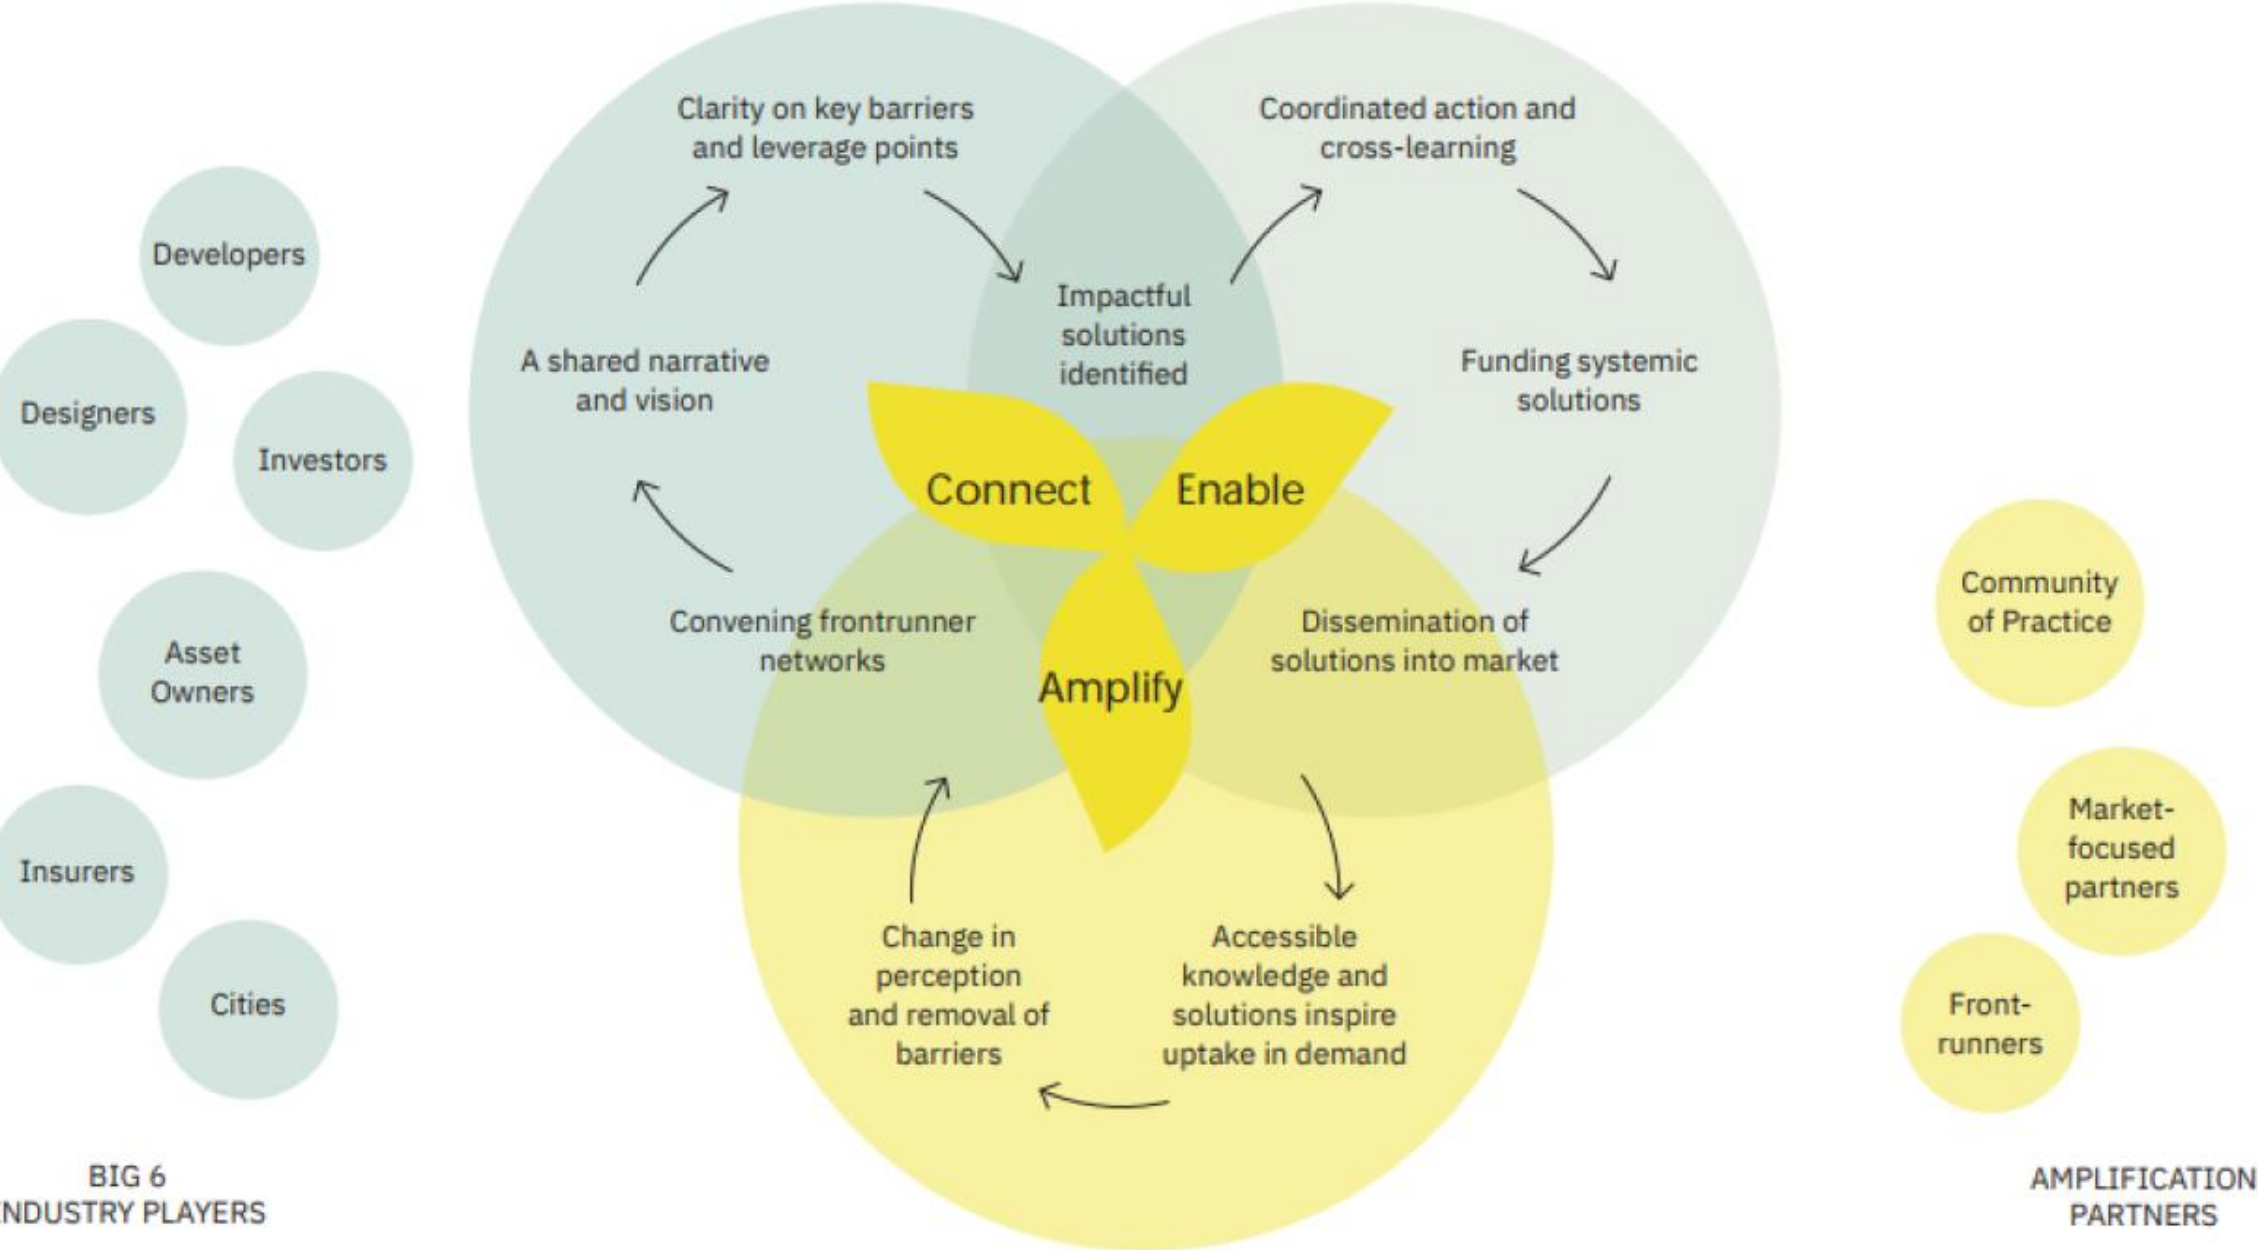 Clarity on key barriers
and leverage points
Coordinated action and
cross-learning
Developers
Impactful
solutions
identified
A shared narrative
and vision
Funding systemic
solutions
Designers
Investors
Connect
Enable
Community
of Practice
Asset
Owners
Convening frontrunner
networks
Dissemination of
solutions into market
Amplify
Market-
focused
partners
Insurers
Change in
perception
and removal of
barriers
Accessible
knowledge and
solutions inspire
uptake in demand
Cities
Front-
runners
BIG 6
NDUSTRY PLAYERS
AMPLIFICATION
PARTNERS